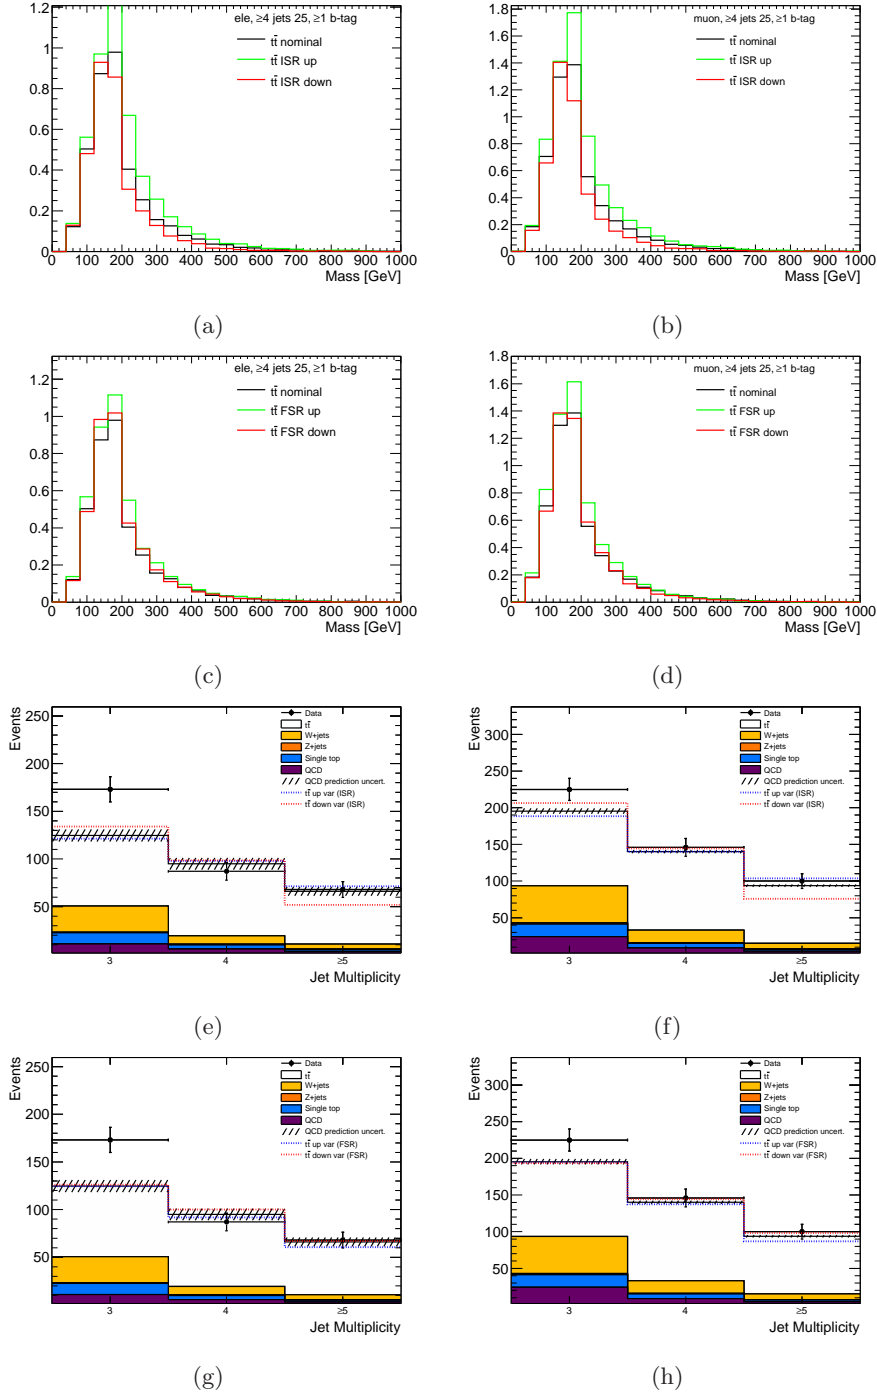 ele, ≥4 jets 25, ≥1 b-tag
tt̄ nominal
tt̄ ISR up
tt̄ ISR down
1.2
1
0.8
0.6
0.4
0.2
0
0 100 200 300 400 500 600 700 800 900 1000
Mass [GeV]
(a)
muon, ≥4 jets 25, ≥1 b-tag
tt̄ nominal
tt̄ ISR up
tt̄ ISR down
1.8
1.6
1.4
1.2
1
0.8
0.6
0.4
0.2
0
0 100 200 300 400 500 600 700 800 900 1000
Mass [GeV]
(b)
ele, ≥4 jets 25, ≥1 b-tag
tt̄ nominal
tt̄ FSR up
tt̄ FSR down
1.2
1
0.8
0.6
0.4
0.2
0
0 100 200 300 400 500 600 700 800 900 1000
Mass [GeV]
(c)
muon, ≥4 jets 25, ≥1 b-tag
tt̄ nominal
tt̄ FSR up
tt̄ FSR down
1.8
1.6
1.4
1.2
1
0.8
0.6
0.4
0.2
0
0 100 200 300 400 500 600 700 800 900 1000
Mass [GeV]
(d)
Events
250
200
150
100
50
Data
tt̄
W+jets
Z+jets
Single top
QCD
QCD prediction uncert.
tt̄ up var (ISR)
tt̄ down var (ISR)
3 4 ≥5
Jet Multiplicity
(e)
Events
300
250
200
150
100
50
Data
tt̄
W+jets
Z+jets
Single top
QCD
QCD prediction uncert.
tt̄ up var (ISR)
tt̄ down var (ISR)
3 4 ≥5
Jet Multiplicity
(f)
Events
250
200
150
100
50
Data
tt̄
W+jets
Z+jets
Single top
QCD
QCD prediction uncert.
tt̄ up var (FSR)
tt̄ down var (FSR)
3 4 ≥5
Jet Multiplicity
(g)
Events
300
250
200
150
100
50
Data
tt̄
W+jets
Z+jets
Single top
QCD
QCD prediction uncert.
tt̄ up var (FSR)
tt̄ down var (FSR)
3 4 ≥5
Jet Multiplicity
(h)